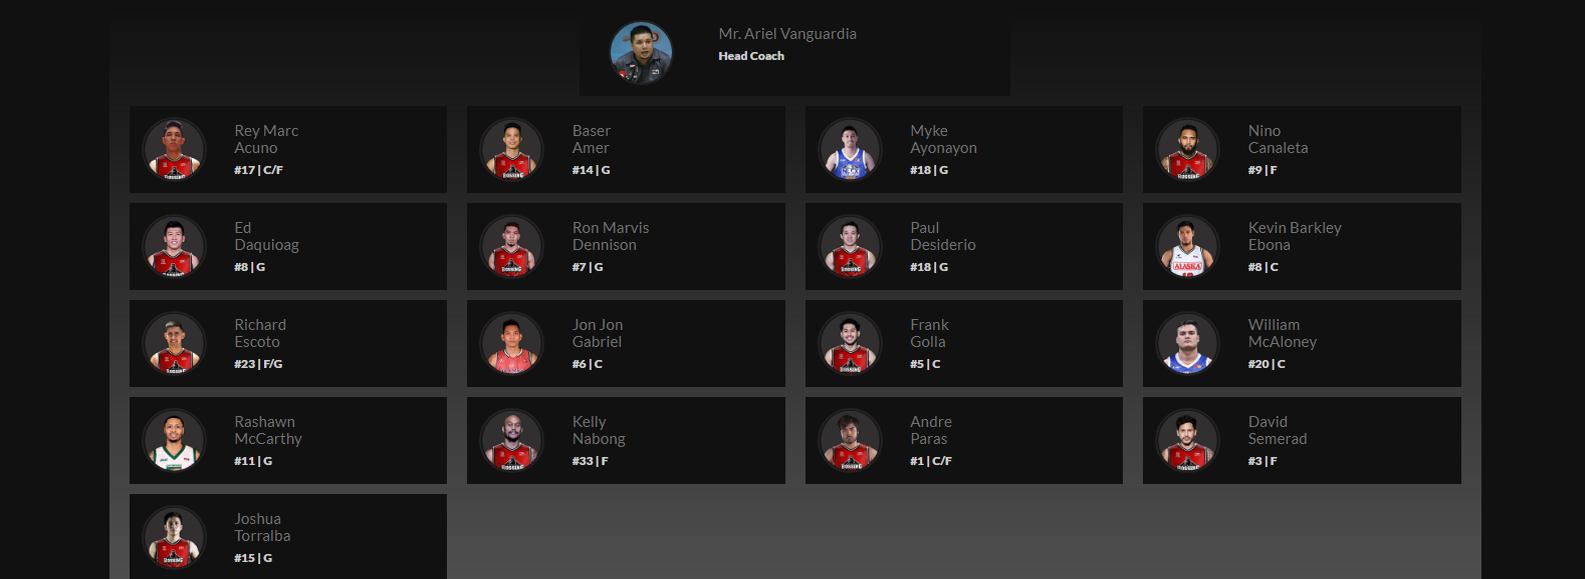 Mr. Ariel Vanguardia
Head Coach
Rey Marc
Acuno
#17 | C/F
Baser
Amer
#14 | G
Myke
Ayonayon
#18 | G
Nino
Canaleta
#9 | F
Ed
Daquioag
#8 | G
Ron Marvis
Dennison
#7 | G
Paul
Desiderio
#18 | G
Kevin Barkley
Ebona
#8 | C
ALASKA
Richard
Escoto
#23 | F/G
Jon Jon
Gabriel
#6 | C
Frank
Golla
#5 | C
William
McAloney
#20 | C
Rashawn
McCarthy
#11 | G
Kelly
Nabong
#33 | F
Andre
Paras
#1 | C/F
David
Semerad
#3 | F
Joshua
Torralba
#15 | G